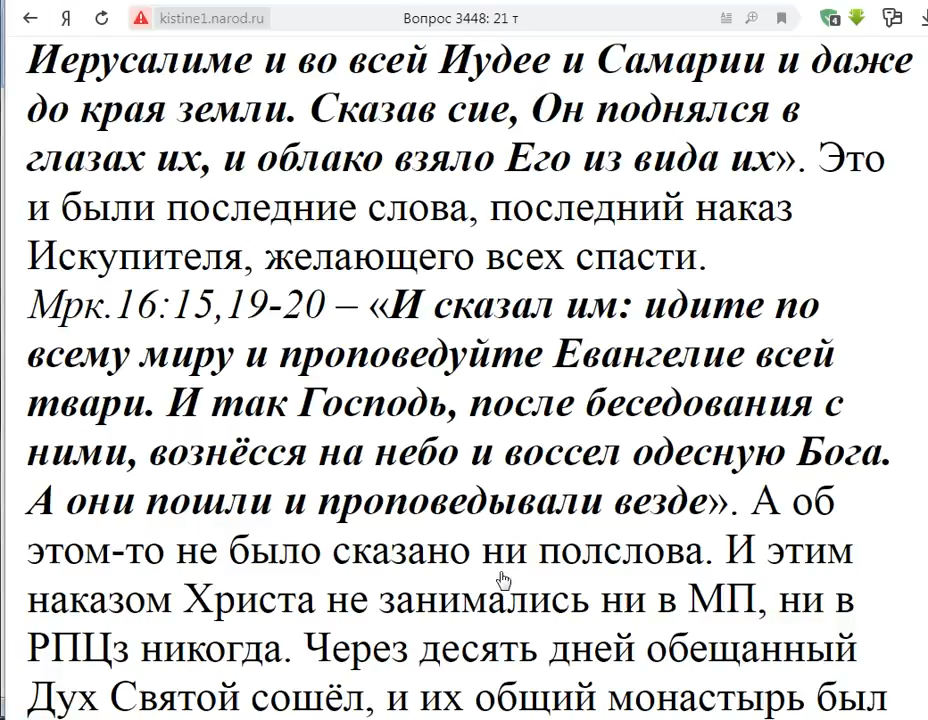 kistine1.narod.ru
Вопрос 3448: 21 т
Иерусалиме и во всей Иудее и Самарии и даже
до края земли. Сказав сие, Он поднялся в
глазах их, и облако взяло Его из вида их». Это
и были последние слова, последний наказ
Искупителя, желающего всех спасти.
Мрк.16:15,19-20 – «И сказал им: идите по
всему миру и проповедуйте Евангелие всей
твари. И так Господь, после беседования с
ними, вознёсся на небо и воссел одесную Бога.
А они пошли и проповедывали везде». А об
этом-то не было сказано ни полслова. И этим
наказом Христа не занимались ни в МП, ни в
РПЦз никогда. Через десять дней обещанный
Дух Святой сошёл, и их общий монастырь был